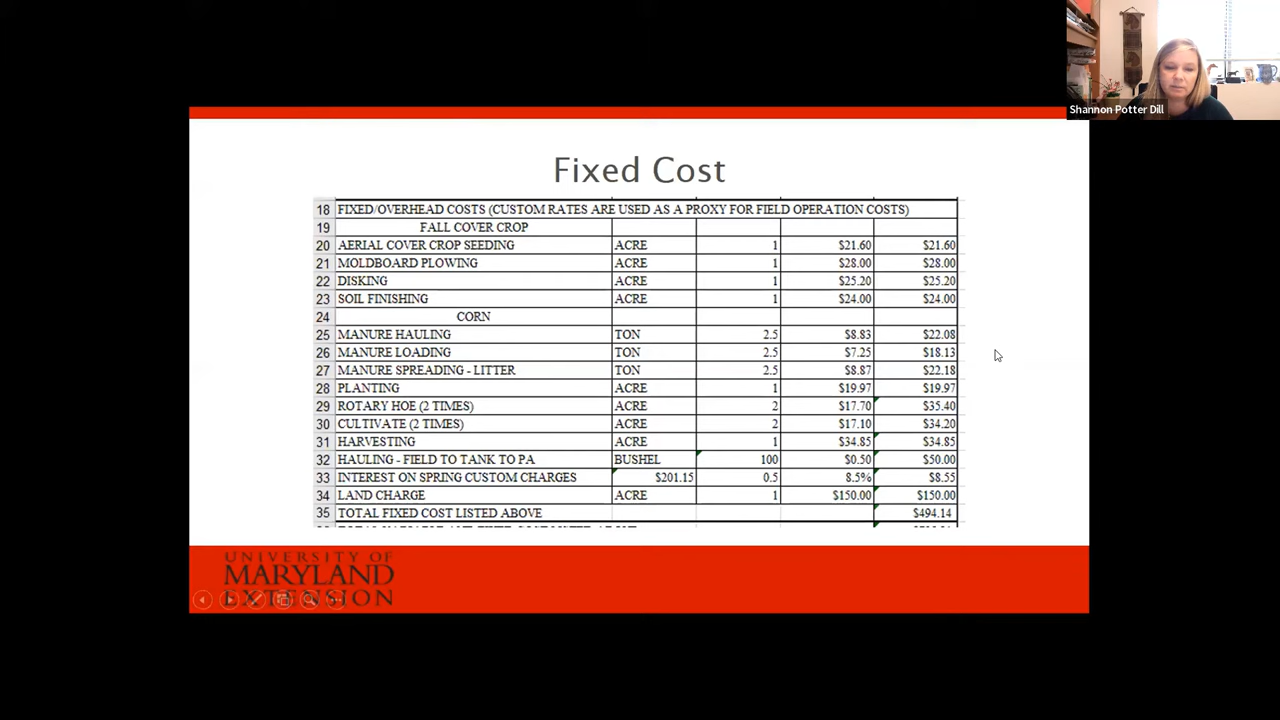 Shannon Potter Dill
Fixed Cost
18 FIXED/OVERHEAD COSTS (CUSTOM RATES ARE USED AS A PROXY FOR FIELD OPERATION COSTS)
19 FALL COVER CROP
20 AERIAL COVER CROP SEEDING ACRE 1 $21.60 $21.60
21 MOLDBOARD PLOWING ACRE 1 $28.00 $28.00
22 DISKING ACRE 1 $25.20 $25.20
23 SOIL FINISHING ACRE 1 $24.00 $24.00
24 CORN
25 MANURE HAULING TON 2.5 $8.83 $22.08
26 MANURE LOADING TON 2.5 $7.25 $18.13
27 MANURE SPREADING - LITTER TON 2.5 $8.87 $22.18
28 PLANTING ACRE 1 $19.97 $19.97
29 ROTARY HOE (2 TIMES) ACRE 2 $17.70 $35.40
30 CULTIVATE (2 TIMES) ACRE 2 $17.10 $34.20
31 HARVESTING ACRE 1 $34.85 $34.85
32 HAULING - FIELD TO TANK TO PA BUSHEL 100 $0.50 $50.00
33 INTEREST ON SPRING CUSTOM CHARGES $201.15 0.5 8.5% $8.55
34 LAND CHARGE ACRE 1 $150.00 $150.00
35 TOTAL FIXED COST LISTED ABOVE $494.14
UNIVERSITY OF
MARYLAND
EXTENSION